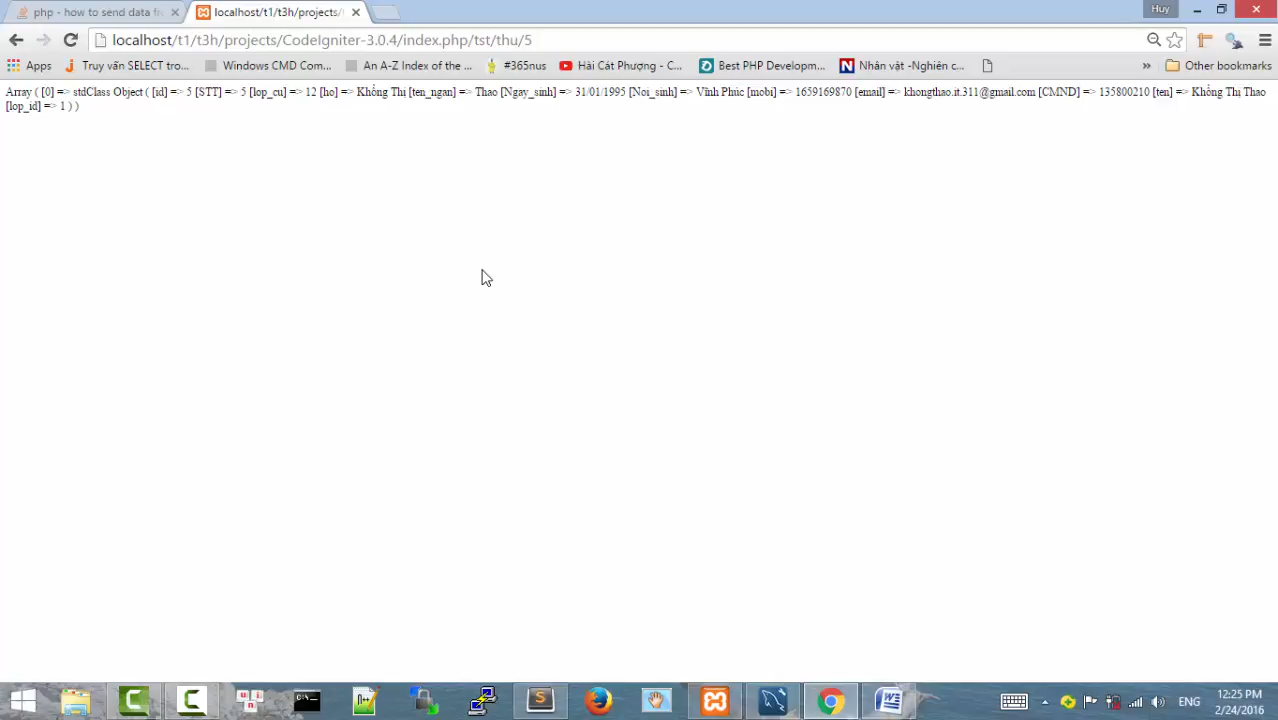 php - how to send data fr
localhost/t1/t3h/projects/
Huy
localhost/t1/t3h/projects/CodeIgniter-3.0.4/index.php/tst/thu/5
Apps
Truy vấn SELECT tro...
Windows CMD Com...
An A-Z Index of the ...
#365nus
Hài Cát Phượng - C...
Best PHP Developm...
Nhân vật -Nghiên c...
»
Other bookmarks
Array ( [0] => stdClass Object ( [id] => 5 [STT] => 5 [lop_cu] => 12 [ho] => Khổng Thị [ten_ngan] => Thao [Ngay_sinh] => 31/01/1995 [Noi_sinh] => Vĩnh Phúc [mobi] => 1659169870 [email] => khongthao.it.311@gmail.com [CMND] => 135800210 [ten] => Khổng Thị Thao
[lop_id] => 1 ) )
ENG
12:25 PM
2/24/2016